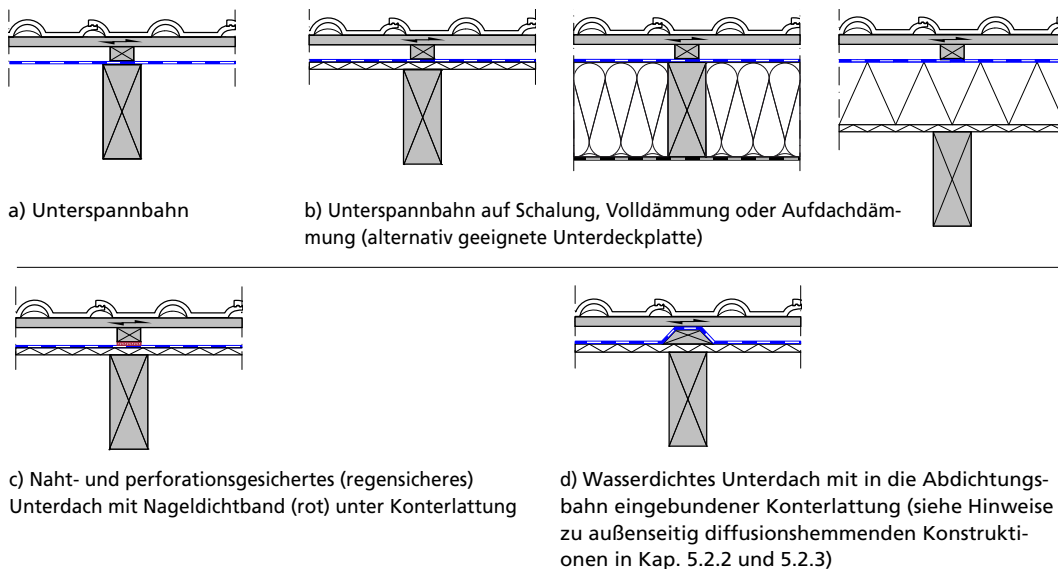 a) Unterspannbahn
b) Unterspannbahn auf Schalung, Volldämmung oder Aufdachdäm-
mung (alternativ geeignete Unterdeckplatte)
c) Naht- und perforationsgesichertes (regensicheres)
Unterdach mit Nageldichtband (rot) unter Konterlattung
d) Wasserdichtes Unterdach mit in die Abdichtungs-
bahn eingebundener Konterlattung (siehe Hinweise
zu außenseitig diffusionshemmenden Konstrukti-
onen in Kap. 5.2.2 und 5.2.3)